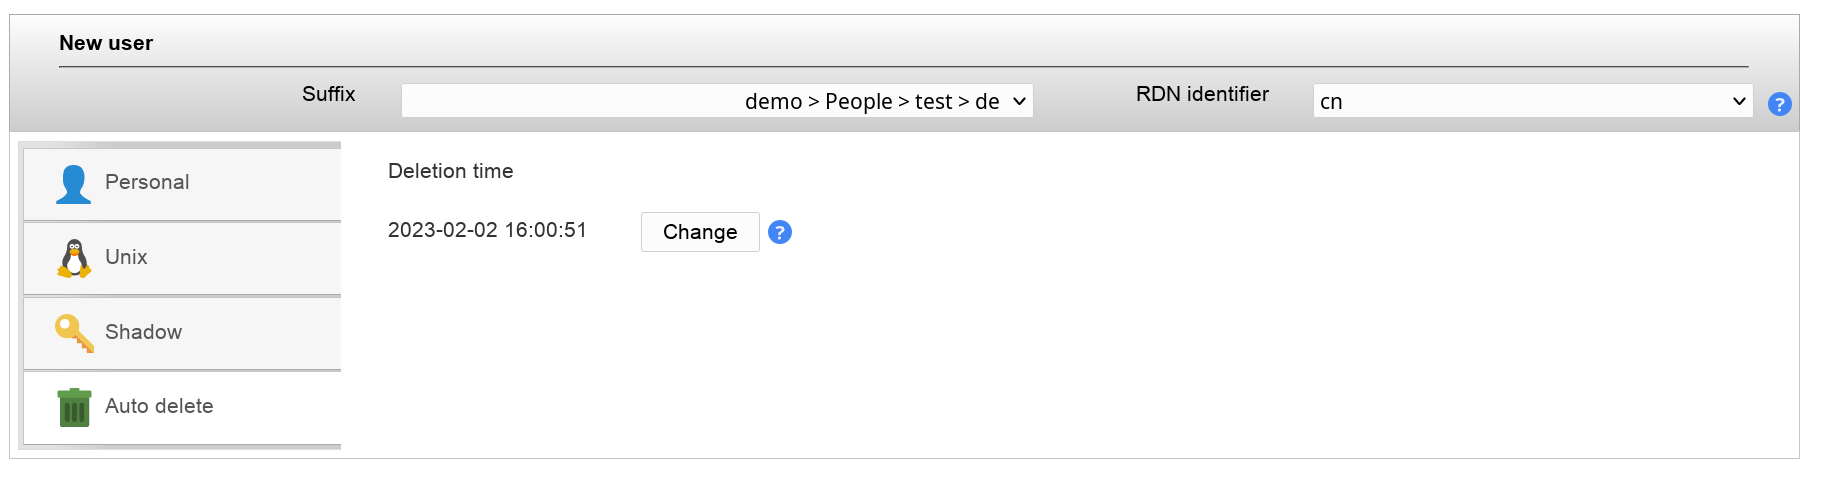 New user
Suffix demo > People > test > de RDN identifier cn ?
Personal
Unix
Shadow
Auto delete
Deletion time
2023-02-02 16:00:51 Change ?